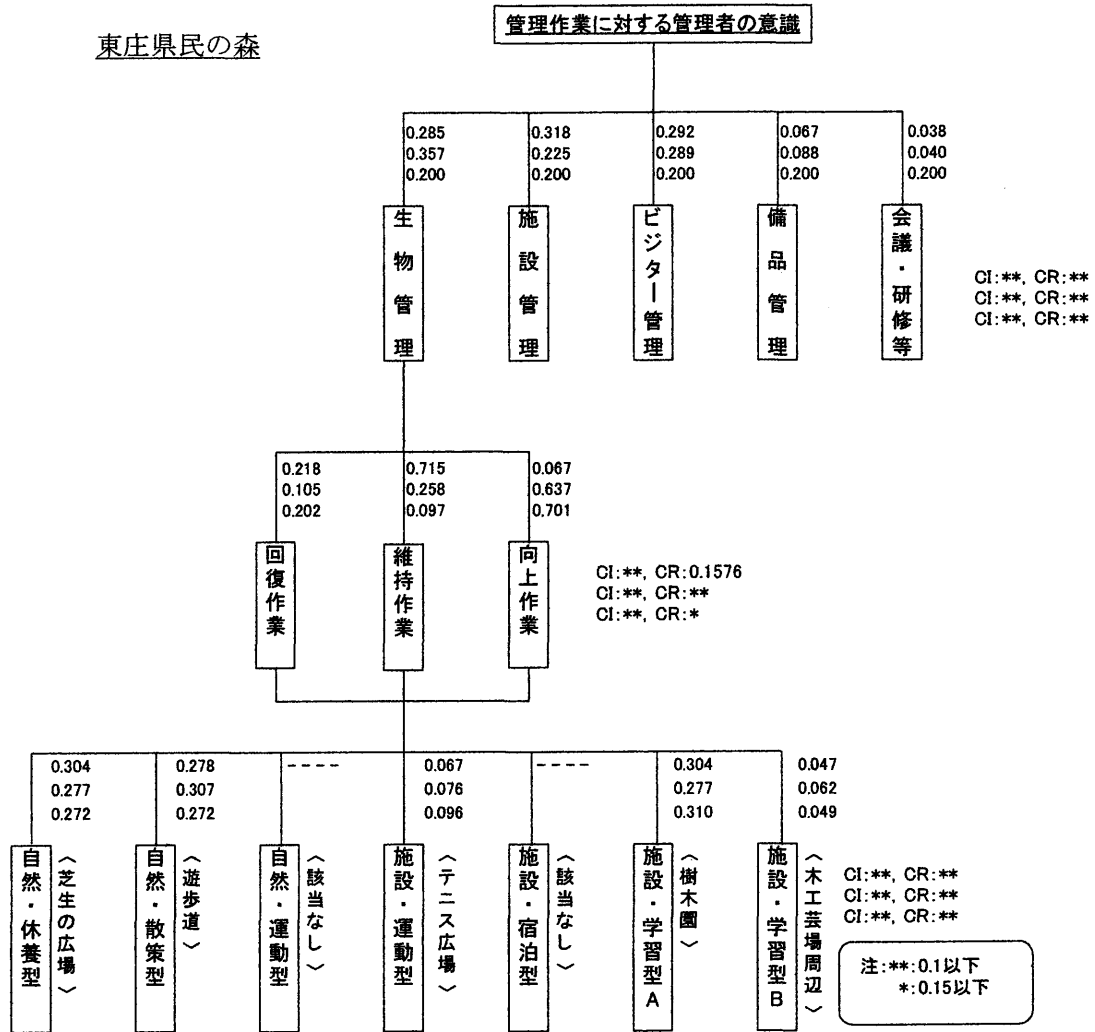 東庄県民の森
管理作業に対する管理者の意識
0.285 0.318 0.292 0.067 0.038
0.357 0.225 0.289 0.088 0.040
0.200 0.200 0.200 0.200 0.200
生物管理
施設管理
ビジター管理
備品管理
会議・研修等
CI:**, CR:**
CI:**, CR:**
CI:**, CR:**
0.218 0.715 0.067
0.105 0.258 0.637
0.202 0.097 0.701
回復作業
維持作業
向上作業
CI:**, CR:0.1576
CI:**, CR:**
CI:**, CR:*
0.304 0.278 ---- 0.067 ---- 0.304 0.047
0.277 0.307 0.076 0.277 0.062
0.272 0.272 0.096 0.310 0.049
自然・休養型
〈芝生の広場〉
自然・散策型
〈遊歩道〉
自然・運動型
〈該当なし〉
施設・運動型
〈テニス広場〉
施設・宿泊型
〈該当なし〉
施設・学習型A
〈樹木園〉
施設・学習型B
〈木工芸場周辺〉
CI:**, CR:**
CI:**, CR:**
CI:**, CR:**
注:**:0.1以下
*:0.15以下